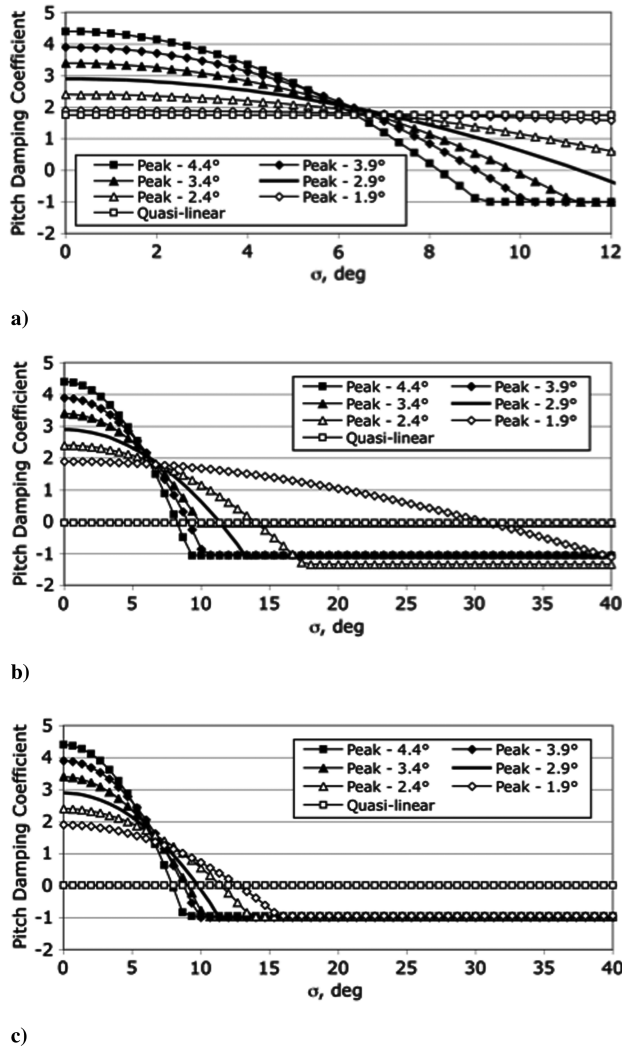 5
4
3
2
1
0
-1
-2
Pitch Damping Coefficient
Peak - 4.4° Peak - 3.9°
Peak - 3.4° Peak - 2.9°
Peak - 2.4° Peak - 1.9°
Quasi-linear
0 2 4 6 8 10 12
σ, deg
a)
5
4
3
2
1
0
-1
-2
Pitch Damping Coefficient
Peak - 4.4° Peak - 3.9°
Peak - 3.4° Peak - 2.9°
Peak - 2.4° Peak - 1.9°
Quasi-linear
0 5 10 15 20 25 30 35 40
σ, deg
b)
5
4
3
2
1
0
-1
-2
Pitch Damping Coefficient
Peak - 4.4° Peak - 3.9°
Peak - 3.4° Peak - 2.9°
Peak - 2.4° Peak - 1.9°
Quasi-linear
0 5 10 15 20 25 30 35 40
σ, deg
c)